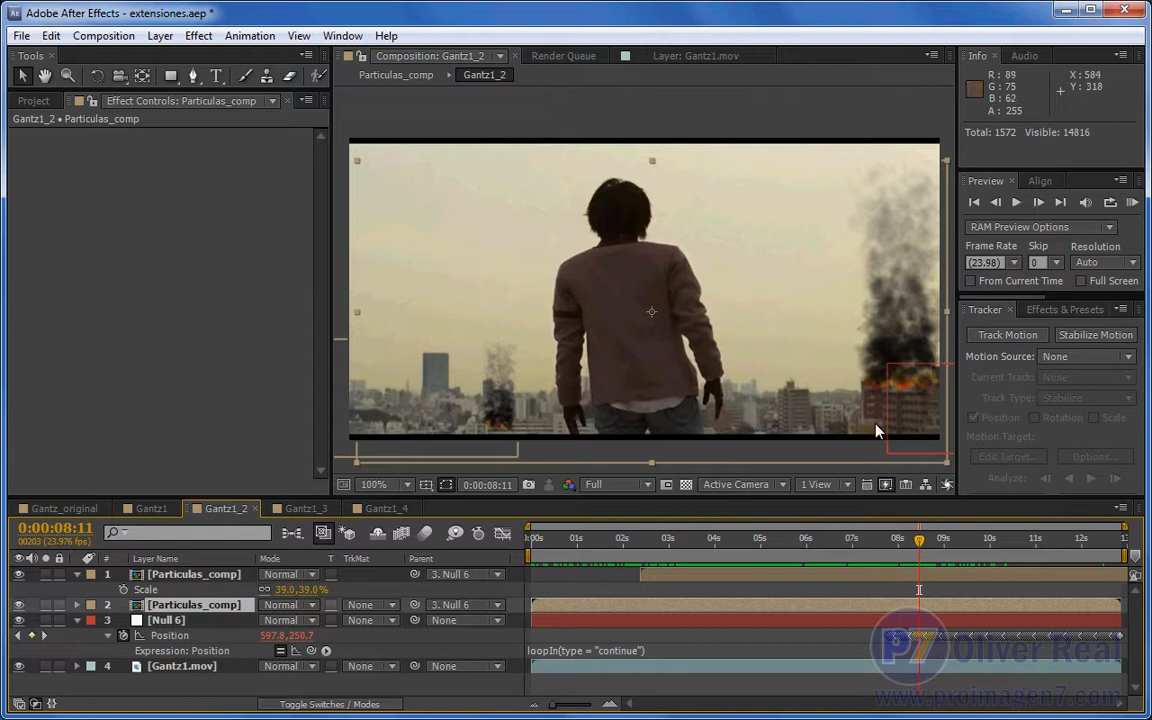 Adobe After Effects - extensiones.aep *
File Edit Composition Layer Effect Animation View Window Help
Tools
Composition: Gantz1_2
Render Queue
Layer: Gantz1.mov
Info
Audio
Particulas_comp
Gantz1_2
R: 89
G: 75
B: 62
A: 255
X: 584
Y: 318
Total: 1572 Visible: 14816
Project
Effect Controls: Particulas_comp
Gantz1_2 • Particulas_comp
Preview
Align
RAM Preview Options
Frame Rate Skip Resolution
(23.98) 0 Auto
From Current Time Full Screen
Tracker
Effects & Presets
Track Motion Stabilize Motion
Motion Source: None
Current Track: None
Track Type: Stabilize
Position Rotation Scale
Motion Target:
Edit Target... Options...
Analyze:
100% 0:00:08:11 Full Active Camera 1 View
Gantz_original Gantz1 Gantz1_2 Gantz1_3 Gantz1_4
0:00:08:11
00203 (23.976 fps)
:00s 01s 02s 03s 04s 05s 06s 07s 08s 09s 10s 11s 12s 13
# Layer Name Mode T TrkMat Parent
1 [Particulas_comp] Normal 3. Null 6
Scale 39.0,39.0%
2 [Particulas_comp] Normal None 3. Null 6
3 [Null 6] Normal None None
Position 597.8,250.7
Expression: Position
loopIn(type = "continue")
4 [Gantz1.mov] Normal None None
Toggle Switches / Modes
P7 Oliver Real
www.proimagen7.com